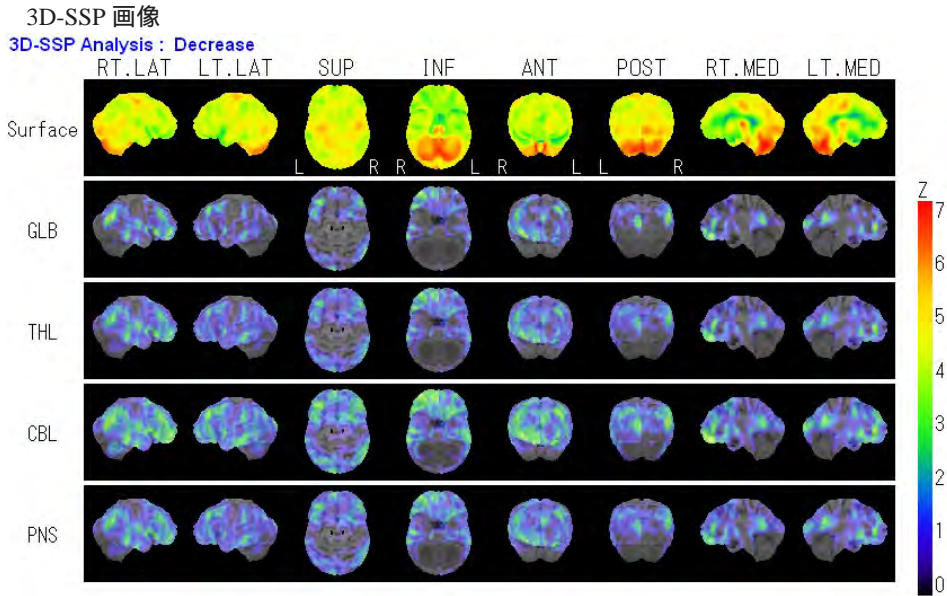 3D-SSP 画像
3D-SSP Analysis : Decrease
RT.LAT LT.LAT SUP INF ANT POST RT.MED LT.MED
Surface
L R R L R L L R
Z
7
GLB
6
5
THL
4
3
CBL
2
1
PNS
0